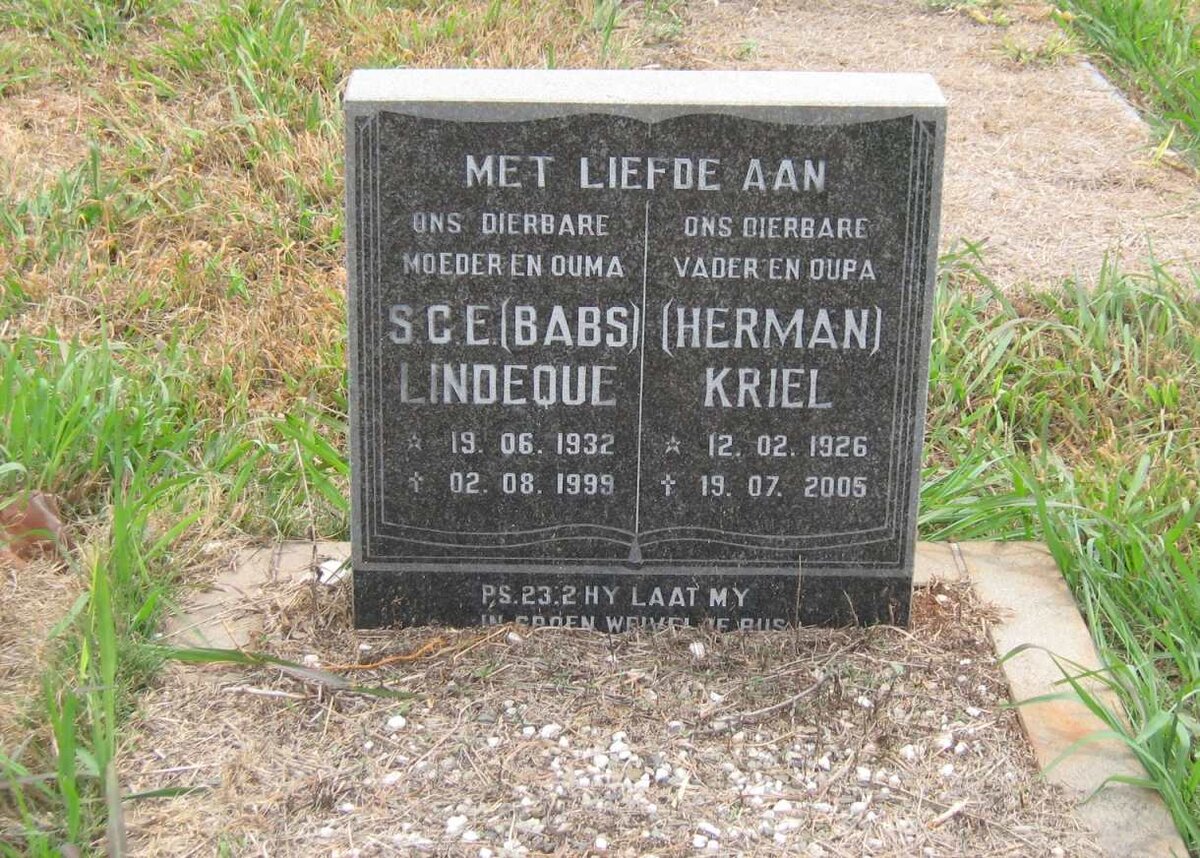 MET LIEFDE AAN
ONS DIERBARE
MOEDER EN OUMA
S.C.E.(BABS)
LINDEQUE
☆ 19. 06. 1932
✝ 02. 08. 1999
ONS DIERBARE
VADER EN OUPA
(HERMAN)
KRIEL
☆ 12. 02. 1926
✝ 19. 07. 2005
PS.23.2 HY LAAT MY
IN GROEN WEIVELDE RUS